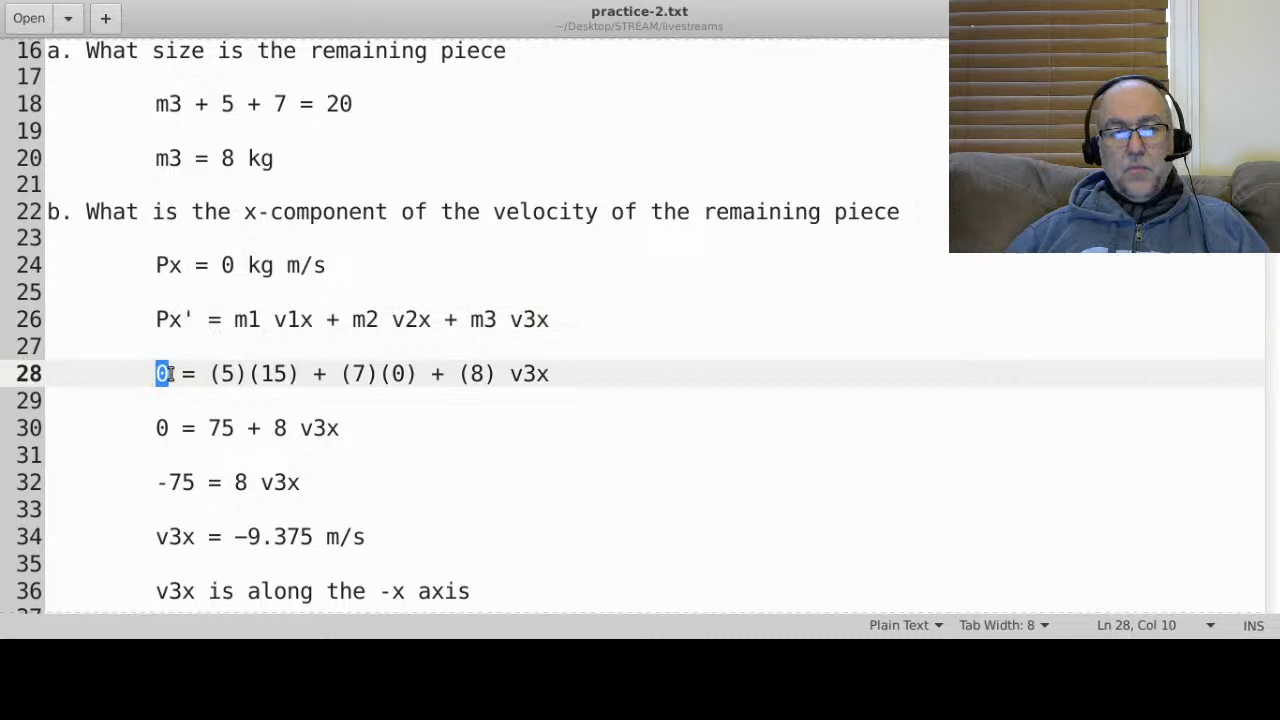 Open
+
practice-2.txt
~/Desktop/STREAM/livestreams
16 a. What size is the remaining piece
17
18 m3 + 5 + 7 = 20
19
20 m3 = 8 kg
21
22 b. What is the x-component of the velocity of the remaining piece
23
24 Px = 0 kg m/s
25
26 Px' = m1 v1x + m2 v2x + m3 v3x
27
28 0 = (5)(15) + (7)(0) + (8) v3x
29
30 0 = 75 + 8 v3x
31
32 -75 = 8 v3x
33
34 v3x = −9.375 m/s
35
36 v3x is along the -x axis
37
Plain Text Tab Width: 8 Ln 28, Col 10 INS